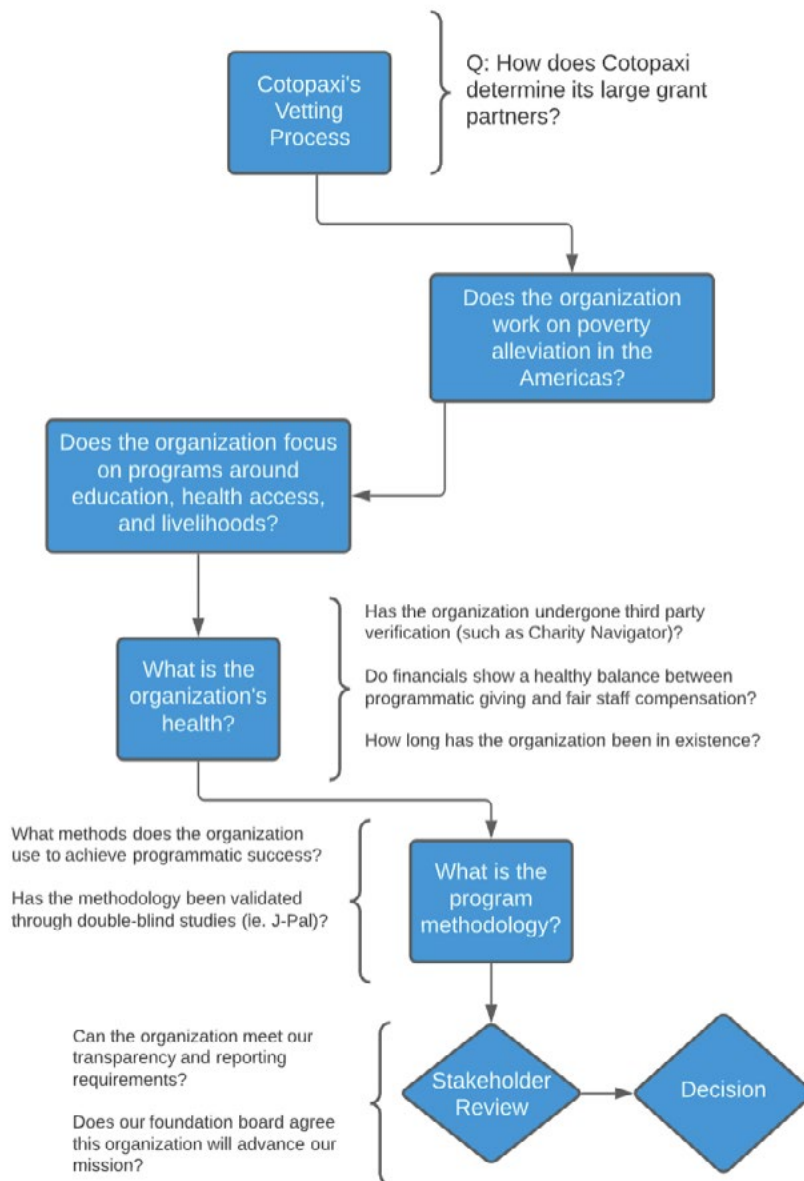 Cotopaxi's
Vetting
Process
Q: How does Cotopaxi
determine its large grant
partners?
Does the organization
work on poverty
alleviation in the
Americas?
Does the organization focus
on programs around
education, health access,
and livelihoods?
What is the
organization's
health?
Has the organization undergone third party
verification (such as Charity Navigator)?
Do financials show a healthy balance between
programmatic giving and fair staff compensation?
How long has the organization been in existence?
What methods does the organization
use to achieve programmatic success?
Has the methodology been validated
through double-blind studies (ie. J-Pal)?
What is the
program
methodology?
Can the organization meet our
transparency and reporting
requirements?
Does our foundation board agree
this organization will advance our
mission?
Stakeholder
Review
Decision